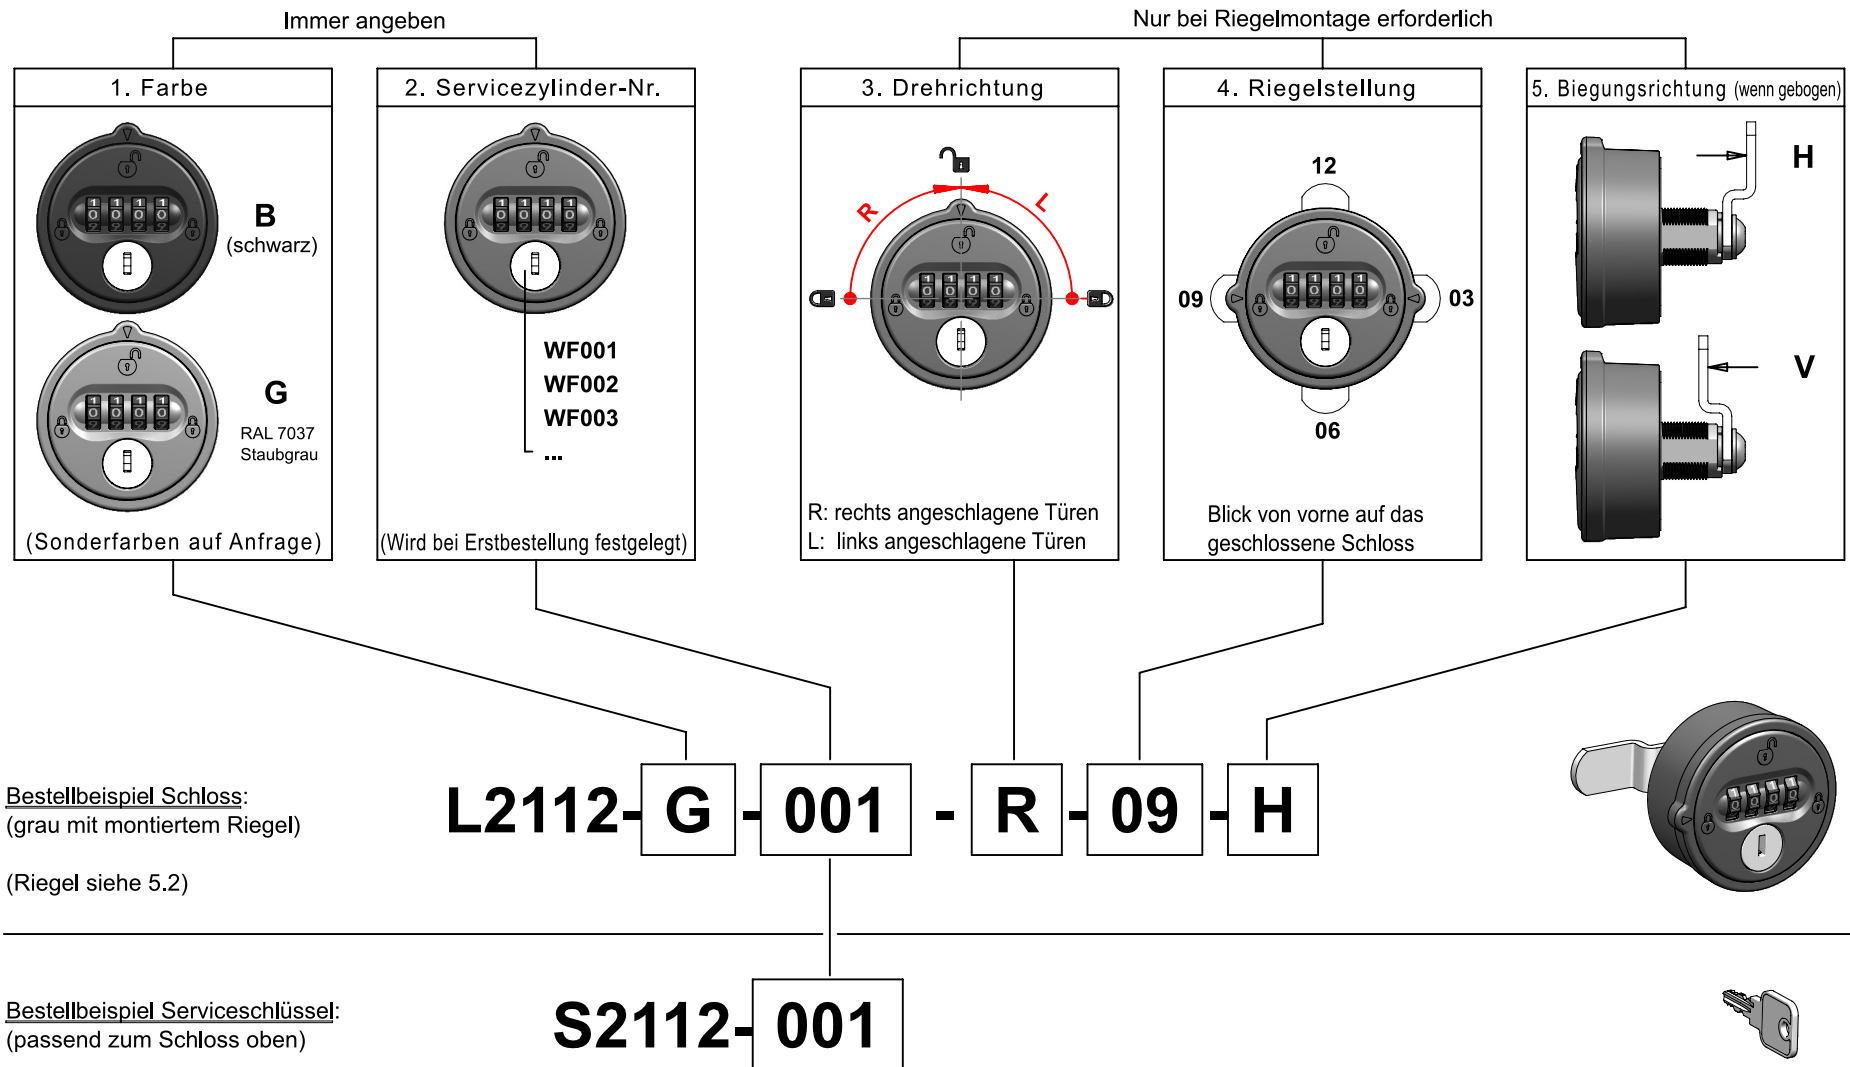 Immer angeben
Nur bei Riegelmontage erforderlich
1. Farbe
B
(schwarz)
G
RAL 7037
Staubgrau
(Sonderfarben auf Anfrage)
2. Servicezylinder-Nr.
WF001
WF002
WF003
...
(Wird bei Erstbestellung festgelegt)
3. Drehrichtung
R
L
R: rechts angeschlagene Türen
L: links angeschlagene Türen
4. Riegelstellung
12
09
03
06
Blick von vorne auf das
geschlossene Schloss
5. Biegungsrichtung (wenn gebogen)
H
V
Bestellbeispiel Schloss:
(grau mit montiertem Riegel)
(Riegel siehe 5.2)
L2112-G-001 - R-09-H
Bestellbeispiel Serviceschlüssel:
(passend zum Schloss oben)
S2112-001